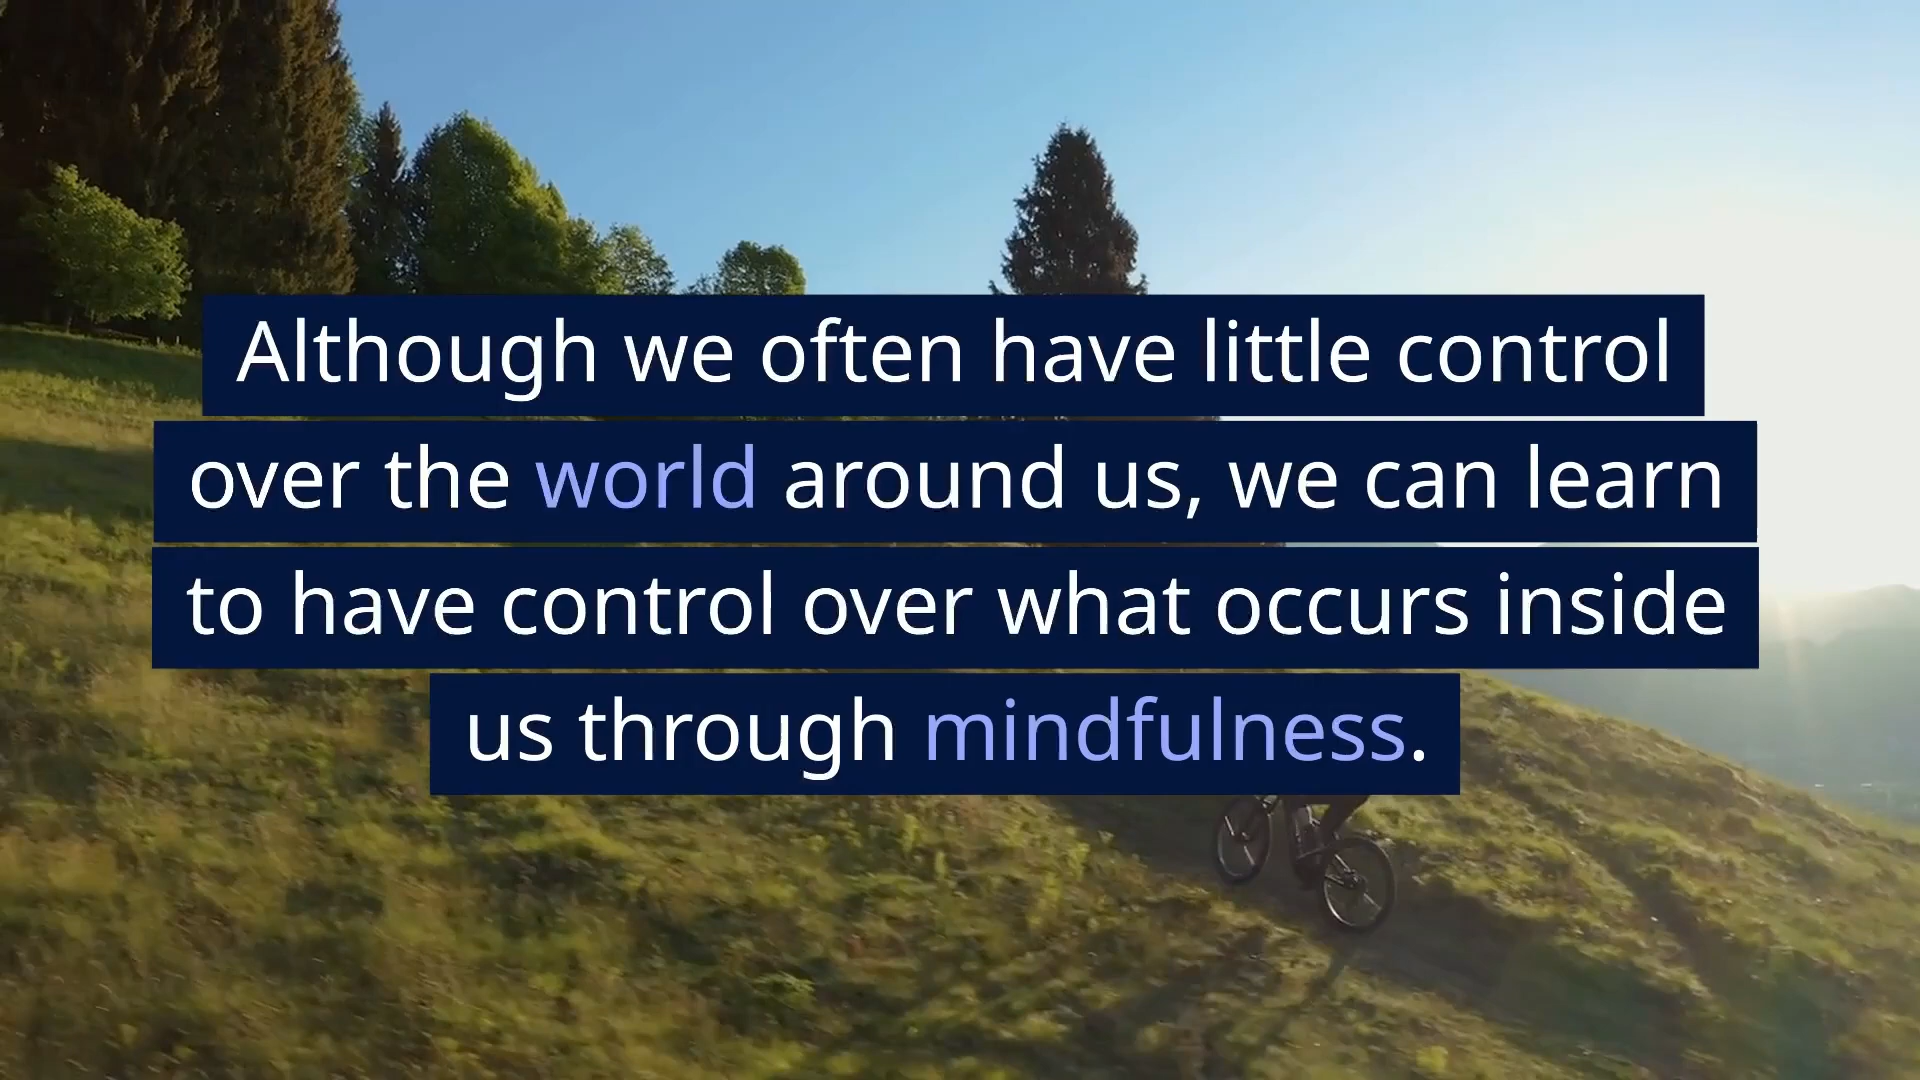 Although we often have little control
over the world around us, we can learn
to have control over what occurs inside
us through mindfulness.